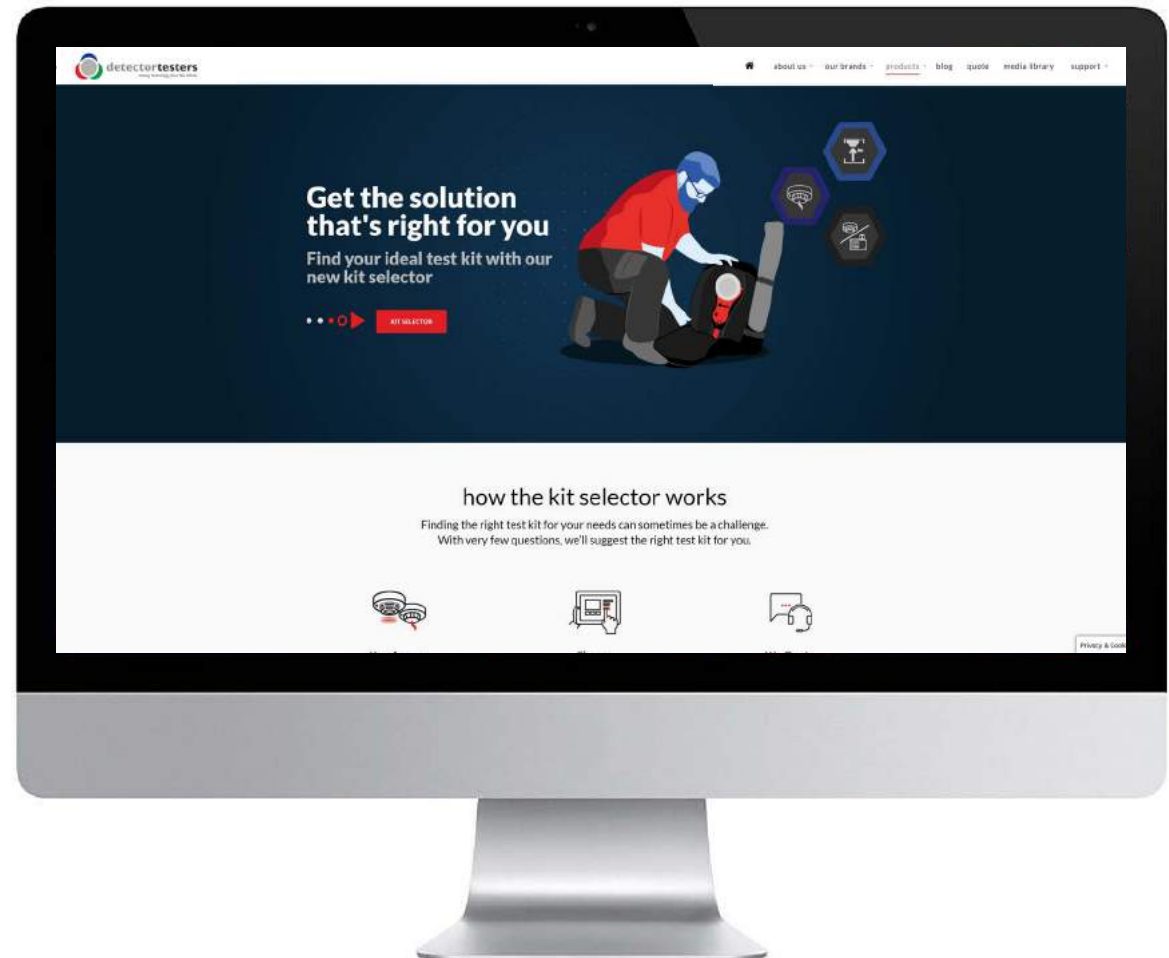 detectortesters
about us
our brands
products
blog
quote
media library
support
Get the solution
that's right for you
Find your ideal test kit with our
new kit selector
KIT SELECTOR
how the kit selector works
Finding the right test kit for your needs can sometimes be a challenge.
With very few questions, we'll suggest the right test kit for you.
Privacy & Cook